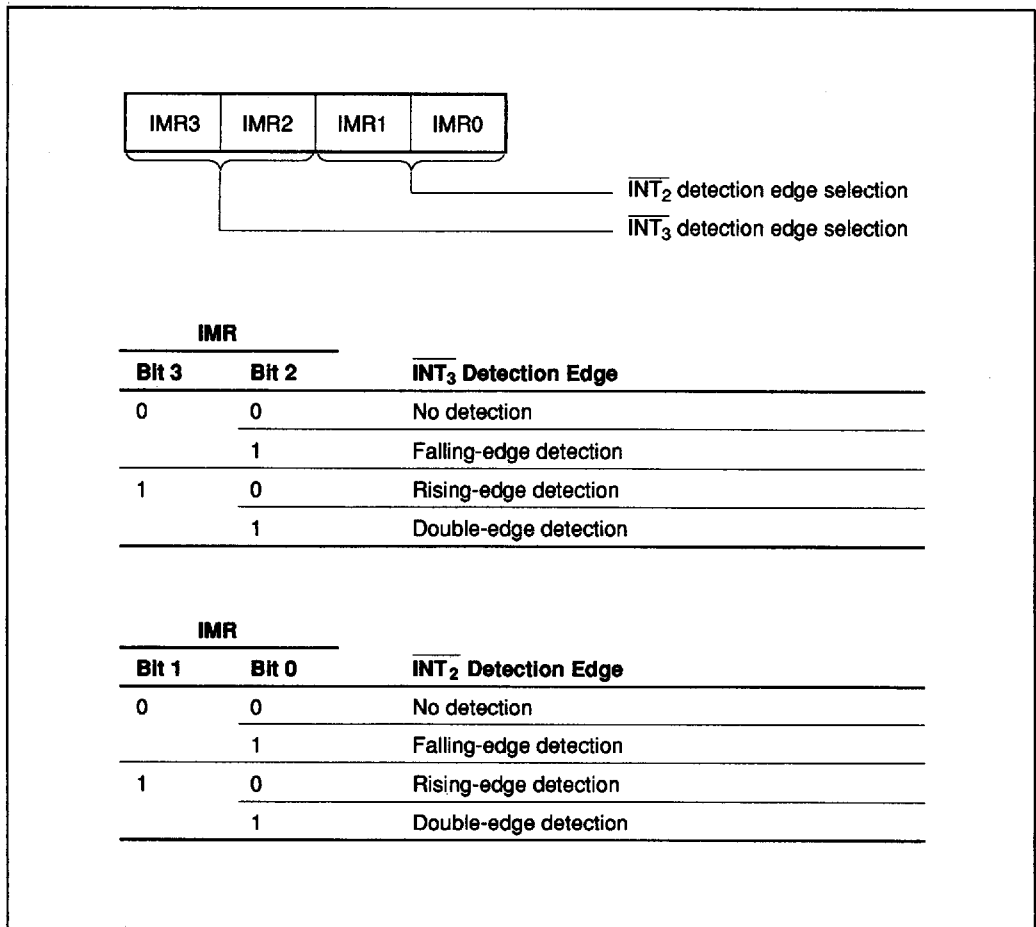 IMR3 IMR2 IMR1 IMR0
INT2 detection edge selection
INT3 detection edge selection
IMR
Bit 3 Bit 2 INT3 Detection Edge
0 0 No detection
1 Falling-edge detection
1 0 Rising-edge detection
1 Double-edge detection
IMR
Bit 1 Bit 0 INT2 Detection Edge
0 0 No detection
1 Falling-edge detection
1 0 Rising-edge detection
1 Double-edge detection